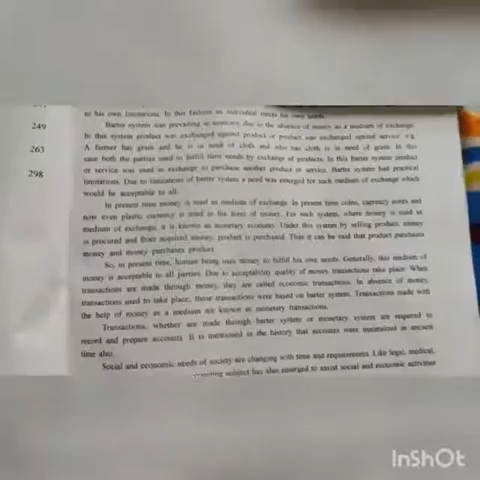 to his own limitations. In this fashion an individual meets his own needs.
249
Barter system was prevailing in economy due to the absence of money as a medium of exchange.
In this system product was exchanged against product or product was exchanged against service e.g.
263
A farmer has grain and he is in need of cloth and who has cloth is in need of grain. In this
case both the parties used to fulfill their needs by exchange of products. In this barter system product
298
or service was used in exchange to purchase another product or service. Barter system had practical
limitations. Due to limitations of barter system a need was emerged for such medium of exchange which
would be acceptable to all.
In present time money is used as medium of exchange. In present time coins, currency notes and
now even plastic currency is used in the form of money. For such system, where money is used as
medium of exchange, it is known as monetary economy. Under this system by selling product, money
is procured and from acquired money, product is purchased. Thus it can be said that product purchases
money and money purchases product.
So, in present time, human being uses money to fulfill his own needs. Generally, this medium of
money is acceptable to all parties. Due to acceptability quality of money transactions take place. When
transactions are made through money, they are called economic transactions. In absence of money,
transactions used to take place, those transactions were based on barter system. Transactions made with
the help of money as a medium are known as monetary transactions.
Transactions, whether are made through barter system or monetary system are required to
record and prepare accounts. It is mentioned in the history that accounts were maintained in ancient
time also.
Social and economic needs of society are changing with time and requirements. Like legal, medical,
subject has also emerged to assist social and economic activities
InShOt